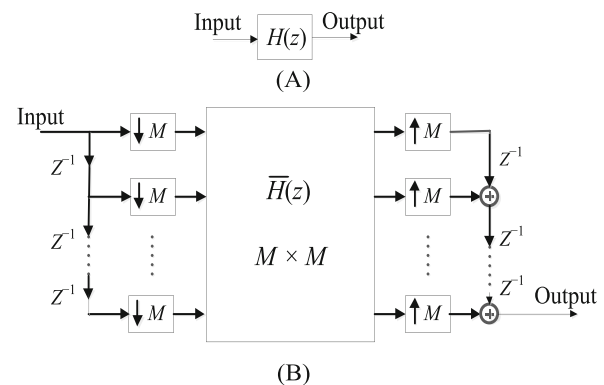 Input H(z) Output
(A)
Input
↓ M ↑ M
Z⁻¹ Z⁻¹
H̅(z)
↓ M ↑ M
Z⁻¹ M × M Z⁻¹
Z⁻¹ Z⁻¹
↓ M ↑ M Output
(B)